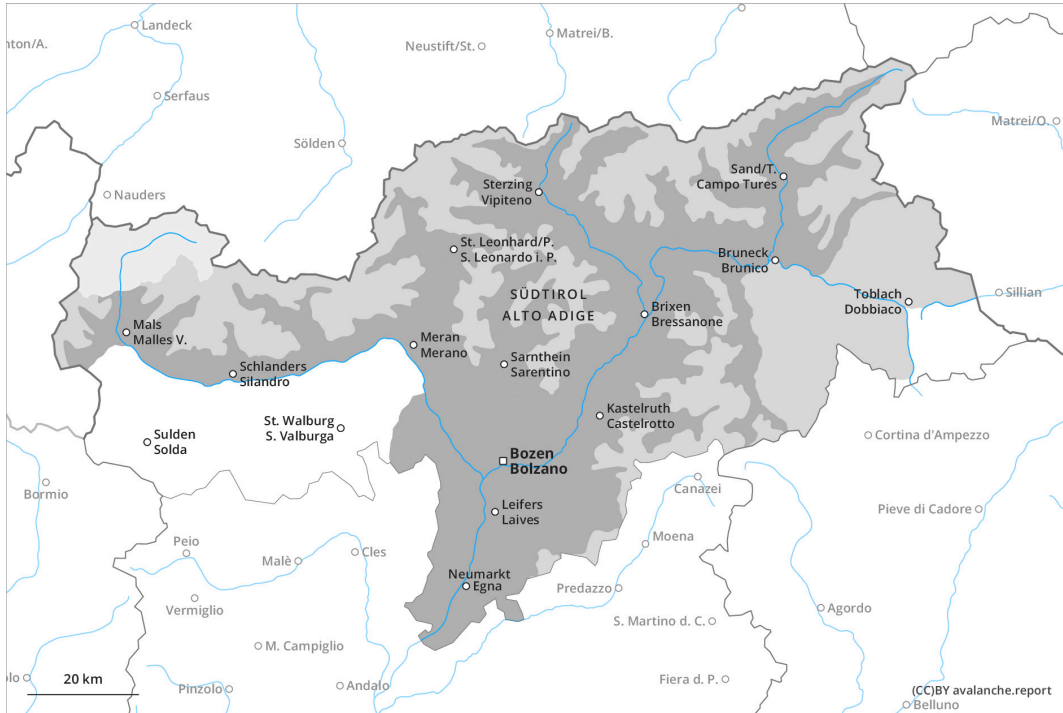 Landeck
nton/A.
Matrei/B.
Neustift/St.
Serfaus
Matrei/O.
Sölden
Sand/T.
Campo Tures
Sterzing
Vipiteno
Nauders
St. Leonhard/P.
S. Leonardo i. P.
Bruneck
Brunico
SÜDTIROL
ALTO ADIGE
Toblach
Dobbiaco
Sillian
Brixen
Bressanone
Mals
Malles V.
Meran
Merano
Sarnthein
Sarentino
Schlanders
Silandro
Kastelruth
Castelrotto
St. Walburg
S. Valburga
Sulden
Solda
Cortina d'Ampezzo
Bozen
Bolzano
Bormio
Canazei
Leifers
Laives
Pieve di Cadore
Moena
Peio
Malè
Cles
Neumarkt
Egna
Predazzo
Vermiglio
Agordo
S. Martino d. C.
M. Campiglio
20 km
olo
Pinzolo
Andalo
Fiera d. P.
(CC)BY avalanche.report
Belluno